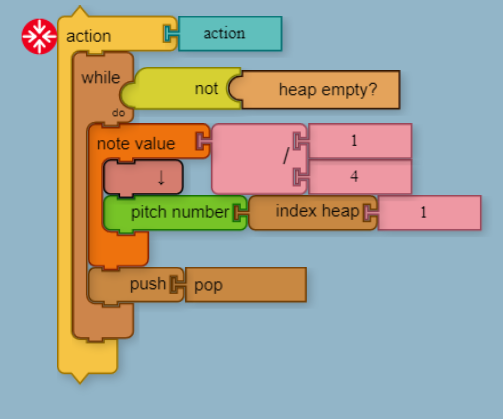 action action
while
not heap empty?
do
note value / 1
4
↓
pitch number index heap 1
push pop